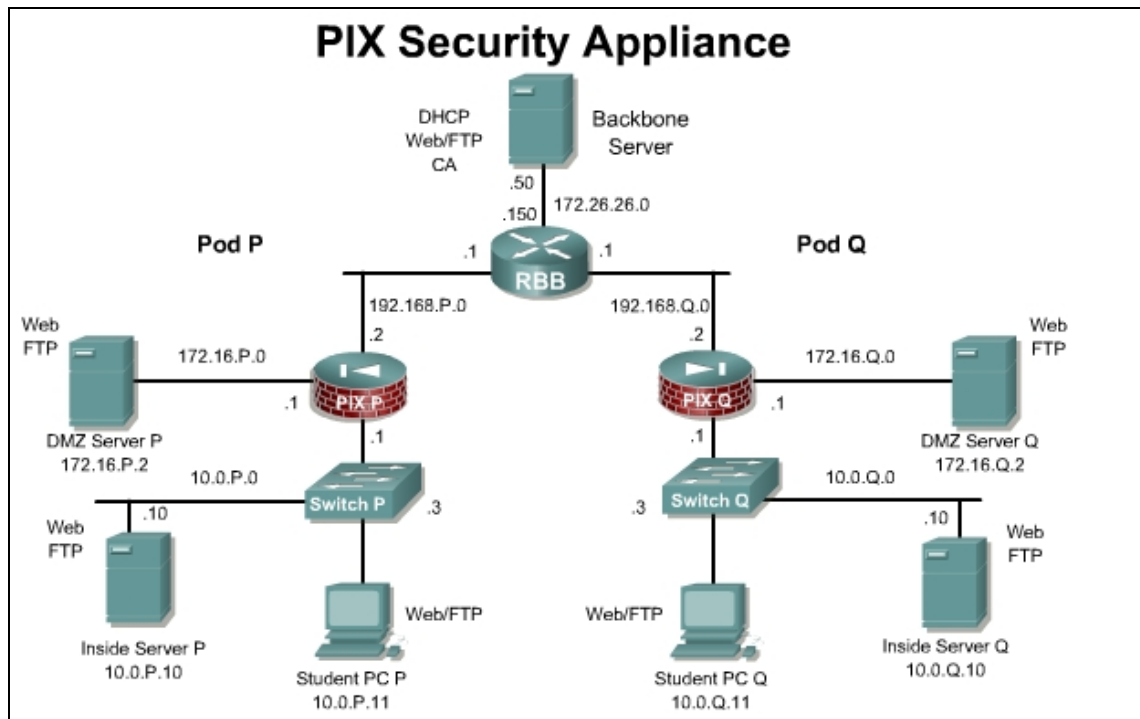 PIX Security Appliance
DHCP
Web/FTP
CA
Backbone
Server
.50
172.26.26.0
.150
Pod P
Pod Q
.1
.1
RBB
192.168.P.0
192.168.Q.0
.2
.2
Web
FTP
172.16.P.0
172.16.Q.0
Web
FTP
PIX P
PIX Q
.1
.1
DMZ Server P
172.16.P.2
.1
.1
DMZ Server Q
172.16.Q.2
10.0.P.0
10.0.Q.0
Switch P
.3
.3
Switch Q
.10
.10
Web
FTP
Web
FTP
Web/FTP
Web/FTP
Inside Server P
10.0.P.10
Student PC P
10.0.P.11
Student PC Q
10.0.Q.11
Inside Server Q
10.0.Q.10